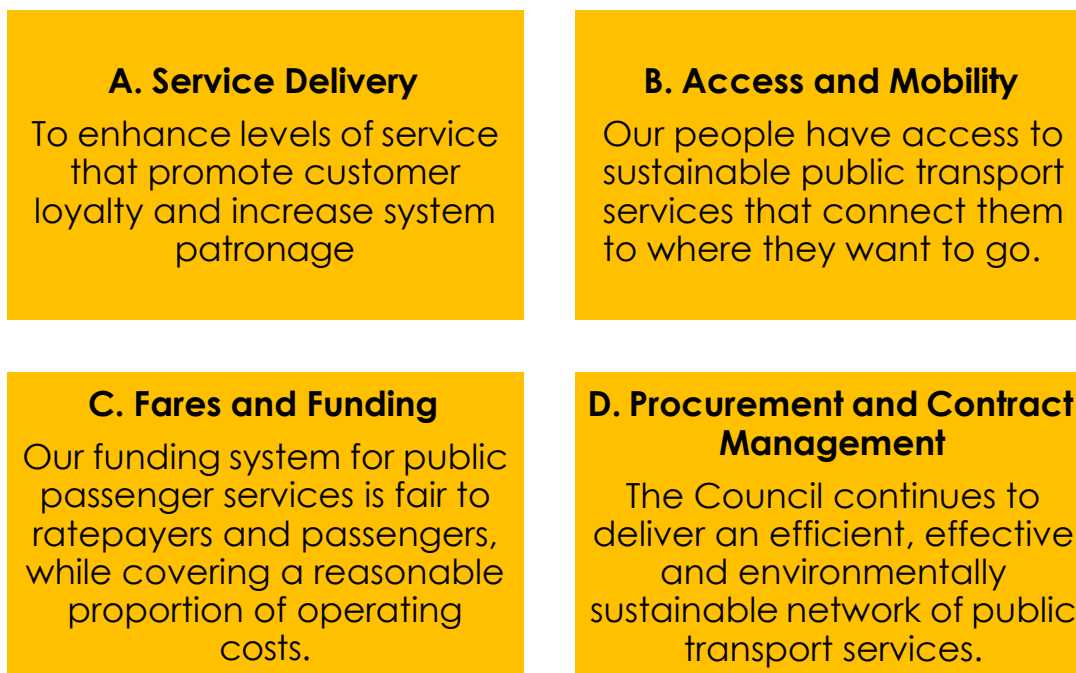 A. Service Delivery
To enhance levels of service
that promote customer
loyalty and increase system
patronage
B. Access and Mobility
Our people have access to
sustainable public transport
services that connect them
to where they want to go.
C. Fares and Funding
Our funding system for public
passenger services is fair to
ratepayers and passengers,
while covering a reasonable
proportion of operating
costs.
D. Procurement and Contract
Management
The Council continues to
deliver an efficient, effective
and environmentally
sustainable network of public
transport services.